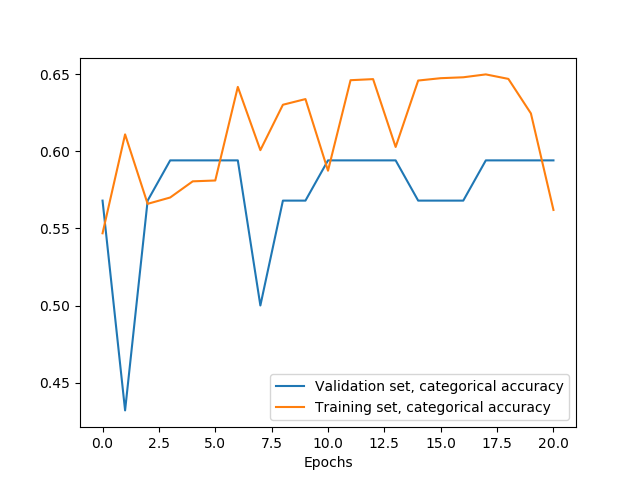 0.65
0.60
0.55
0.50
0.45
Validation set, categorical accuracy
Training set, categorical accuracy
0.0 2.5 5.0 7.5 10.0 12.5 15.0 17.5 20.0
Epochs